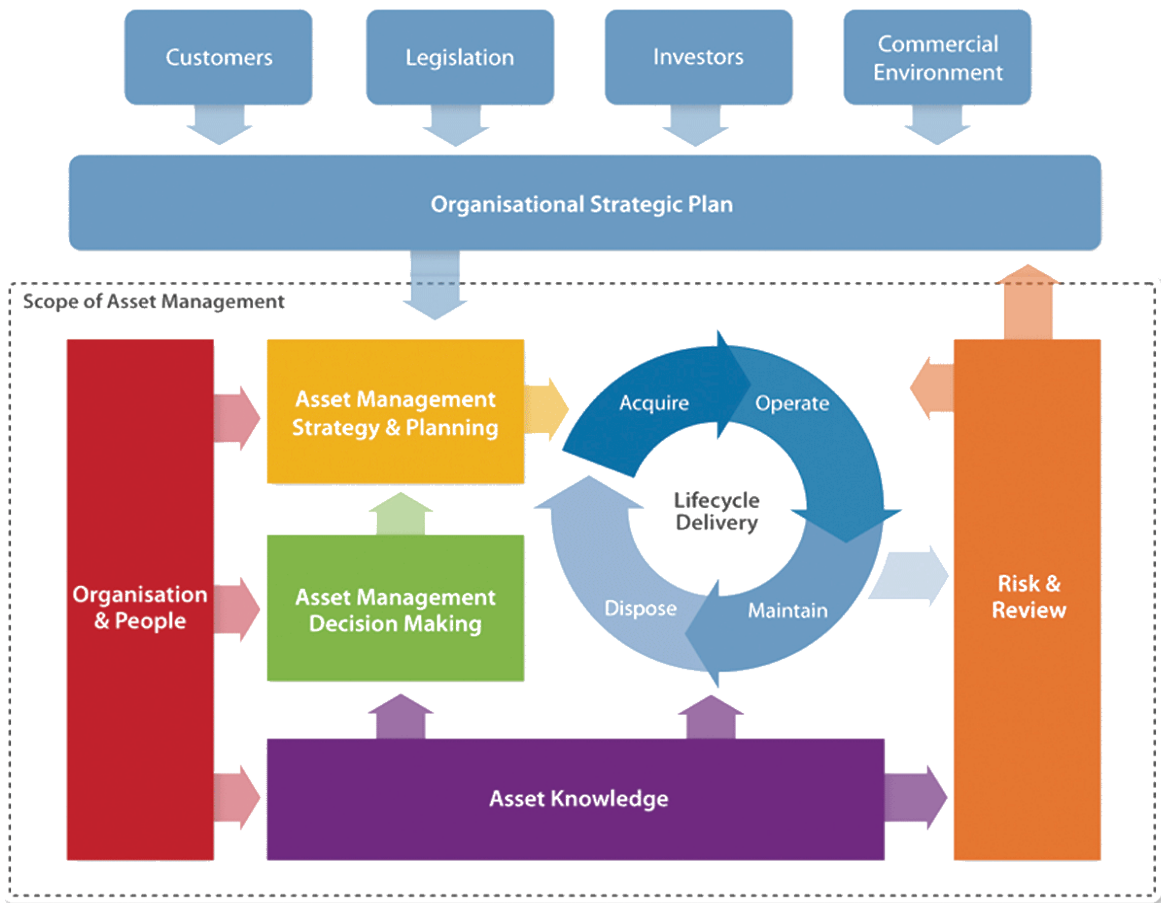 Customers
Legislation
Investors
Commercial
Environment
Organisational Strategic Plan
Scope of Asset Management
Asset Management
Strategy & Planning
Acquire
Operate
Lifecycle
Delivery
Organisation
& People
Asset Management
Decision Making
Dispose
Maintain
Risk &
Review
Asset Knowledge